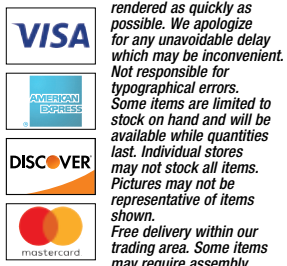 rendered as quickly as
possible. We apologize
for any unavoidable delay
which may be inconvenient.
Not responsible for
typographical errors.
Some items are limited to
stock on hand and will be
available while quantities
last. Individual stores
may not stock all items.
Pictures may not be
representative of items
shown.
Free delivery within our
trading area. Some items
may require assembly
VISA
AMERICAN
EXPRESS
®
DISCOVER
mastercard